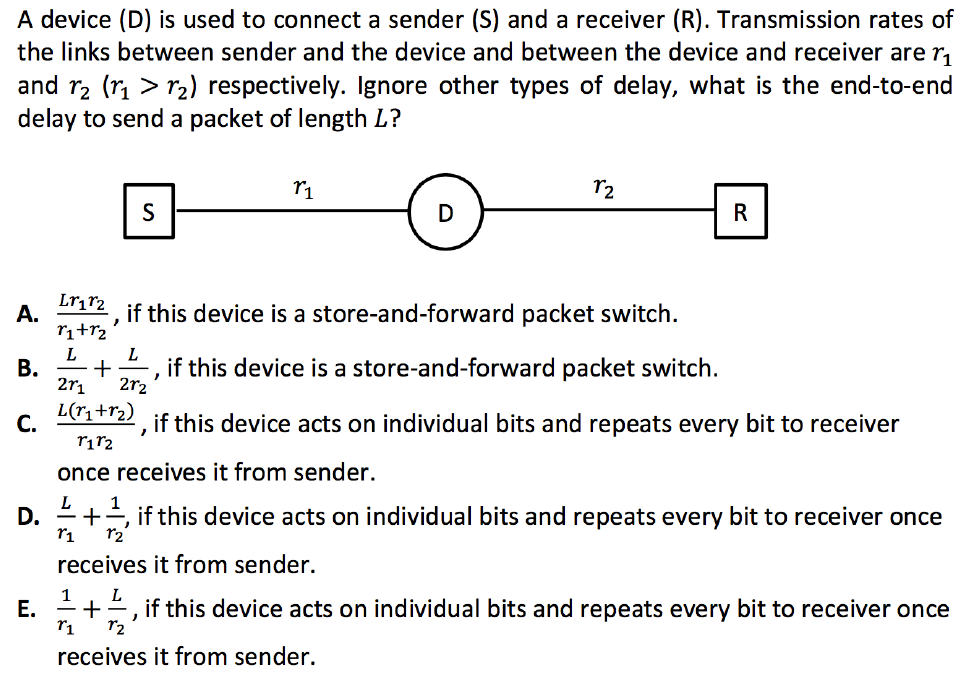 A device (D) is used to connect a sender (S) and a receiver (R). Transmission rates of
the links between sender and the device and between the device and receiver are r₁
and r₂ (r₁ > r₂) respectively. Ignore other types of delay, what is the end-to-end
delay to send a packet of length L?
r₁ r₂
S D R
A. Lr₁r₂/(r₁+r₂), if this device is a store-and-forward packet switch.
B. L/2r₁ + L/2r₂, if this device is a store-and-forward packet switch.
C. L(r₁+r₂)/r₁r₂, if this device acts on individual bits and repeats every bit to receiver
once receives it from sender.
D. L/r₁ + 1/r₂, if this device acts on individual bits and repeats every bit to receiver once
receives it from sender.
E. 1/r₁ + L/r₂, if this device acts on individual bits and repeats every bit to receiver once
receives it from sender.